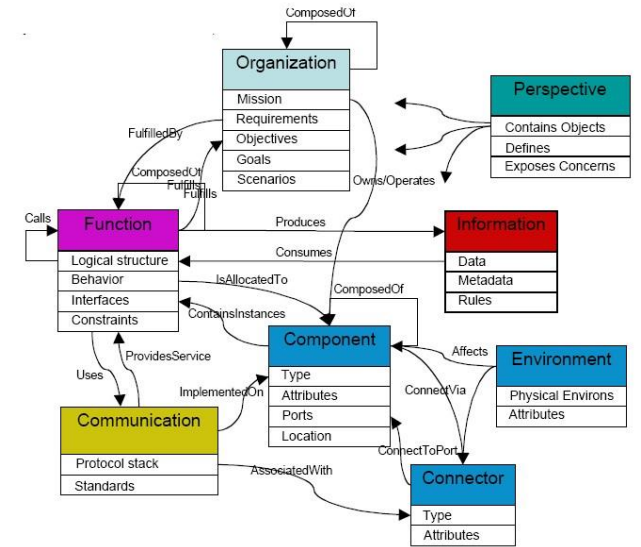 ComposedOf
Organization
Mission
Requirements
Objectives
Goals
Scenarios
Perspective
Contains Objects
Defines
Exposes Concerns
FulfilledBy
ComposedOf
Fulfills
Fulfills
Owns/Operates
Calls
Function
Logical structure
Behavior
Interfaces
Constraints
Produces
Consumes
Information
Data
Metadata
Rules
IsAllocatedTo
ContainsInstances
ComposedOf
Component
Type
Attributes
Ports
Location
Affects
Environment
Physical Environs
Attributes
ProvidesService
Uses
ImplementedOn
ConnectVia
Communication
Protocol stack
Standards
AssociatedWith
ConnectToPort
Connector
Type
Attributes